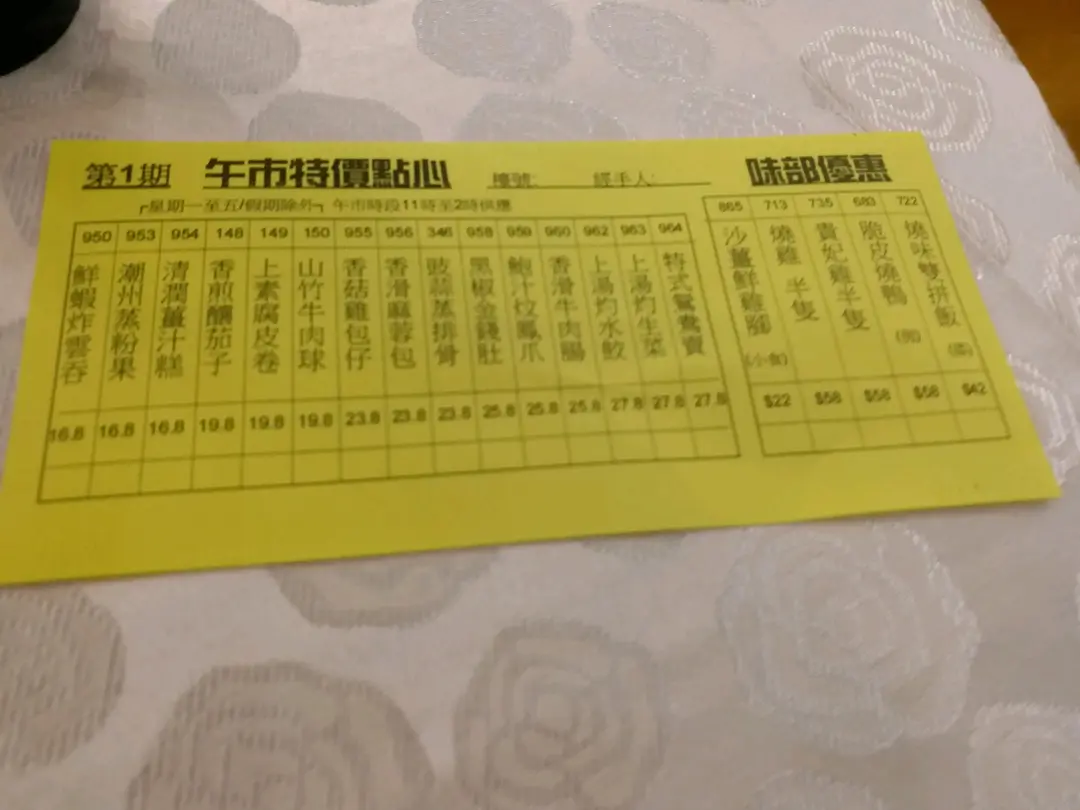 第1期 午市特價點心 檯號: 經手人: 味部優惠
「星期一至五/假期除外」 午市時段11時至2時供應
950 953 954 148 149 150 955 956 346 958 959 960 962 963 964
鮮蝦炸雲吞
潮州蒸粉果
清潤薑汁糕
香煎釀茄子
上素腐皮卷
山竹牛肉球
香菇雞包仔
香滑麻蓉包
豉蒜蒸排骨
黑椒金錢肚
鮑汁炆鳳爪
香滑牛肉腸
上湯灼水餃
上湯灼生菜
特式鴛鴦賣
16.8 16.8 16.8 19.8 19.8 19.8 23.8 23.8 23.8 25.8 25.8 25.8 27.8 27.8 27.8
865 713 735 683 722
沙薑鮮雞腳 (小食)
燒雞 半隻
貴妃雞半隻
脆皮燒鴨 (例)
燒味雙拼飯
$22 $58 $58 $58 $42